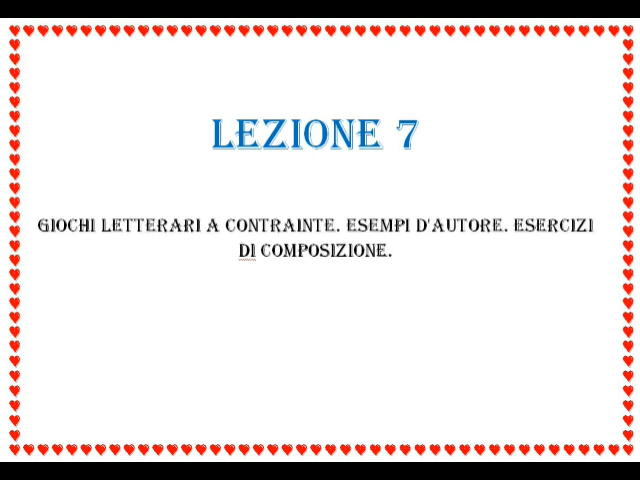 LEZIONE 7
GIOCHI LETTERARI A CONTRAINTE. ESEMPI D'AUTORE. ESERCIZI
DI COMPOSIZIONE.